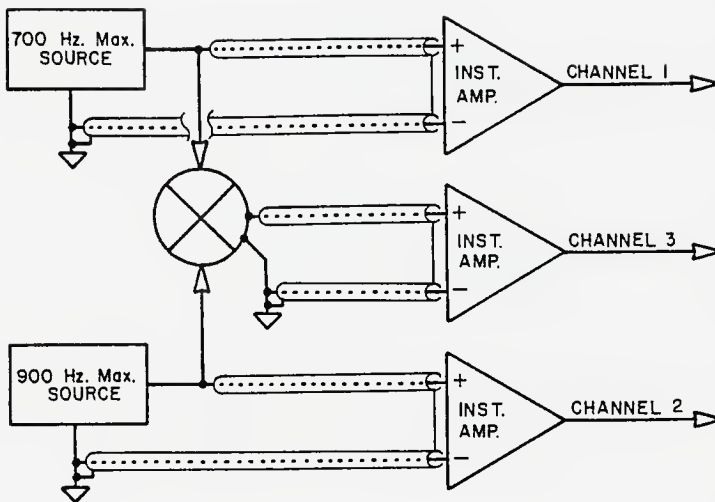 700 Hz. Max.
SOURCE
+
-
INST.
AMP.
CHANNEL 1
+
-
INST.
AMP.
CHANNEL 3
900 Hz. Max.
SOURCE
+
-
INST.
AMP.
CHANNEL 2